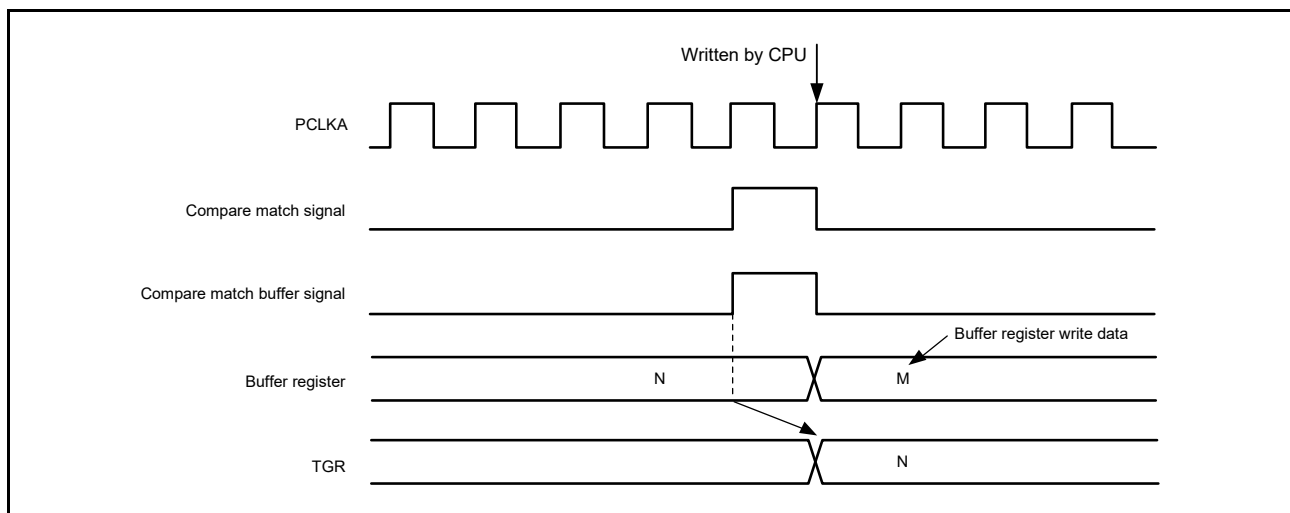 Written by CPU
PCLKA
Compare match signal
Compare match buffer signal
Buffer register write data
Buffer register
N
M
TGR
N